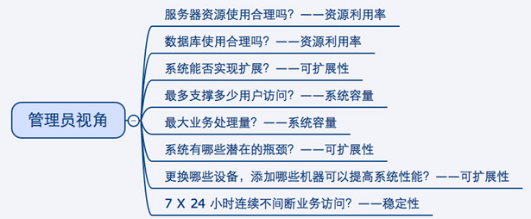 服务器资源使用合理吗？——资源利用率
数据库使用合理吗？——资源利用率
系统能否实现扩展？——可扩展性
最多支撑多少用户访问？——系统容量
管理员视角
最大业务处理量？——系统容量
系统有哪些潜在的瓶颈？——可扩展性
更换哪些设备，添加哪些机器可以提高系统性能？——可扩展性
7 X 24 小时连续不间断业务访问？——稳定性